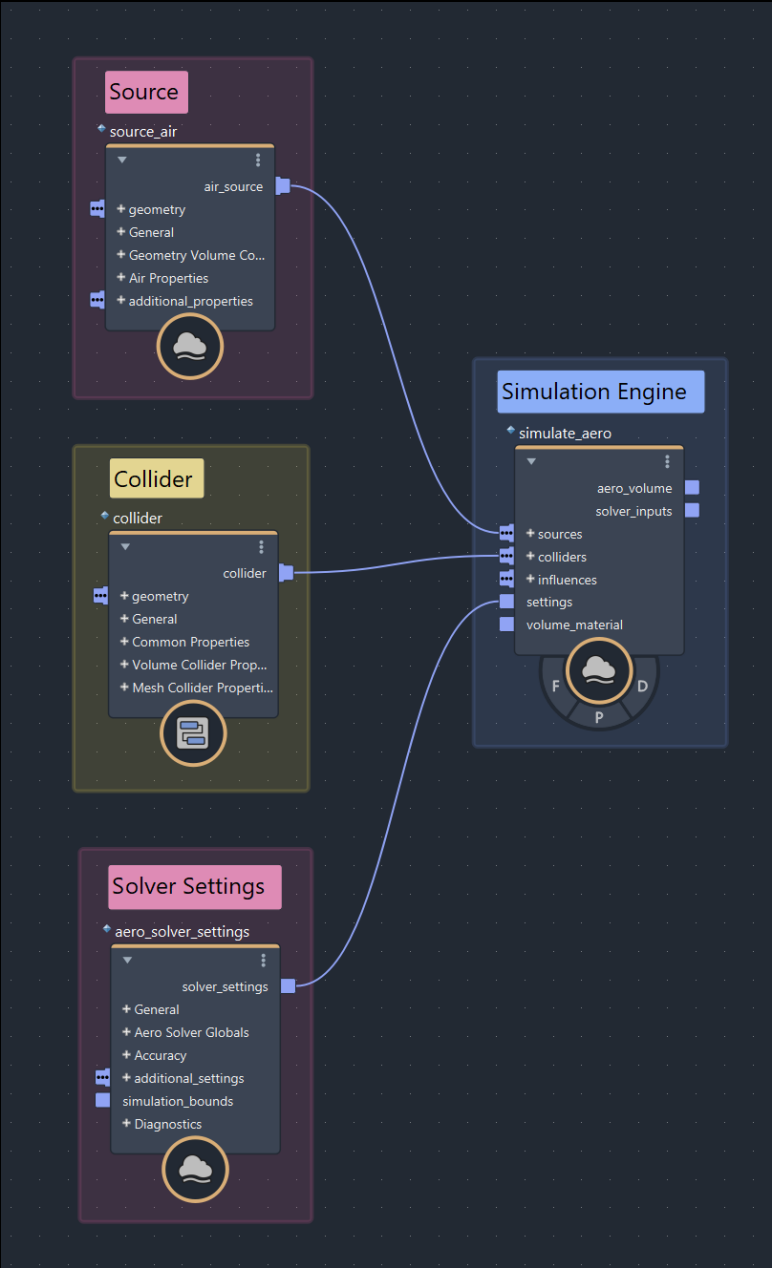 Source
source_air
air_source
geometry
General
Geometry Volume Co...
Air Properties
additional_properties
Collider
collider
collider
geometry
General
Common Properties
Volume Collider Prop...
Mesh Collider Properti...
Solver Settings
aero_solver_settings
solver_settings
General
Aero Solver Globals
Accuracy
additional_settings
simulation_bounds
Diagnostics
Simulation Engine
simulate_aero
aero_volume
solver_inputs
sources
colliders
influences
settings
volume_material
F
P
D